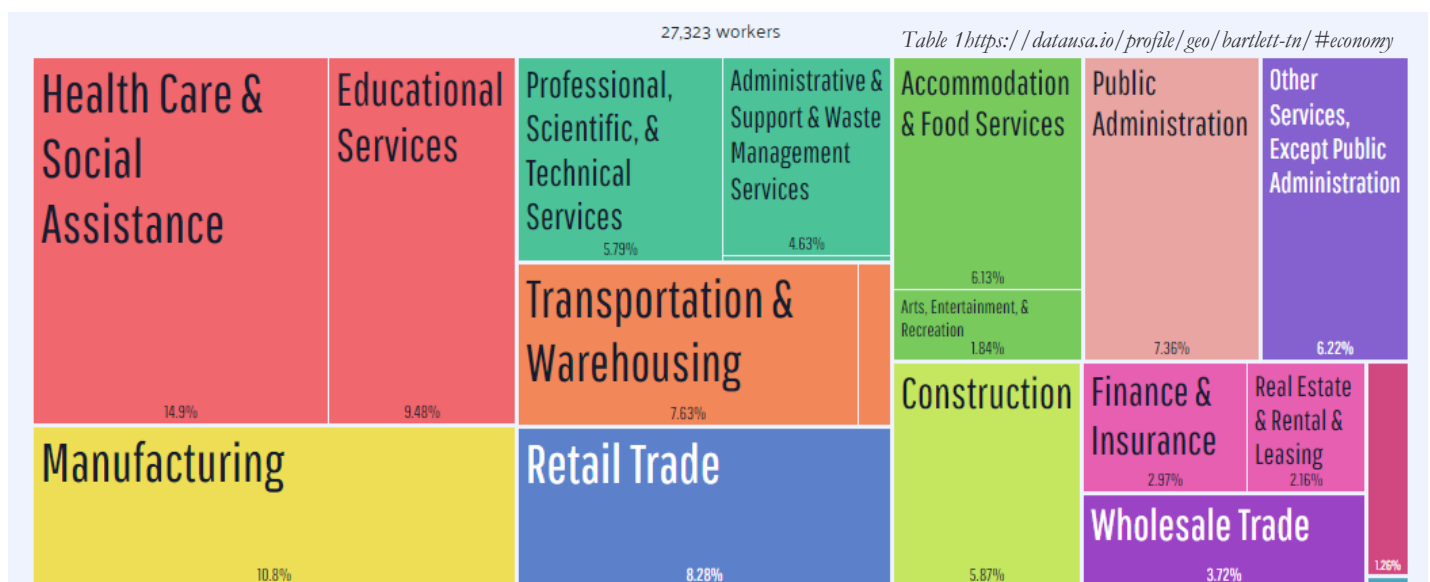 27,323 workers
Table 1https://datausa.io/profile/geo/bartlett-tn/#economy
Health Care &
Social
Assistance
14.9%
Educational
Services
9.48%
Manufacturing
10.8%
Professional,
Scientific, &
Technical
Services
5.79%
Administrative &
Support & Waste
Management
Services
4.63%
Transportation &
Warehousing
7.63%
Retail Trade
8.28%
Accommodation
& Food Services
6.13%
Arts, Entertainment, &
Recreation
1.84%
Public
Administration
7.36%
Other
Services,
Except Public
Administration
6.22%
Construction
5.87%
Finance &
Insurance
2.97%
Real Estate
& Rental &
Leasing
2.16%
Wholesale Trade
3.72%
1.26%